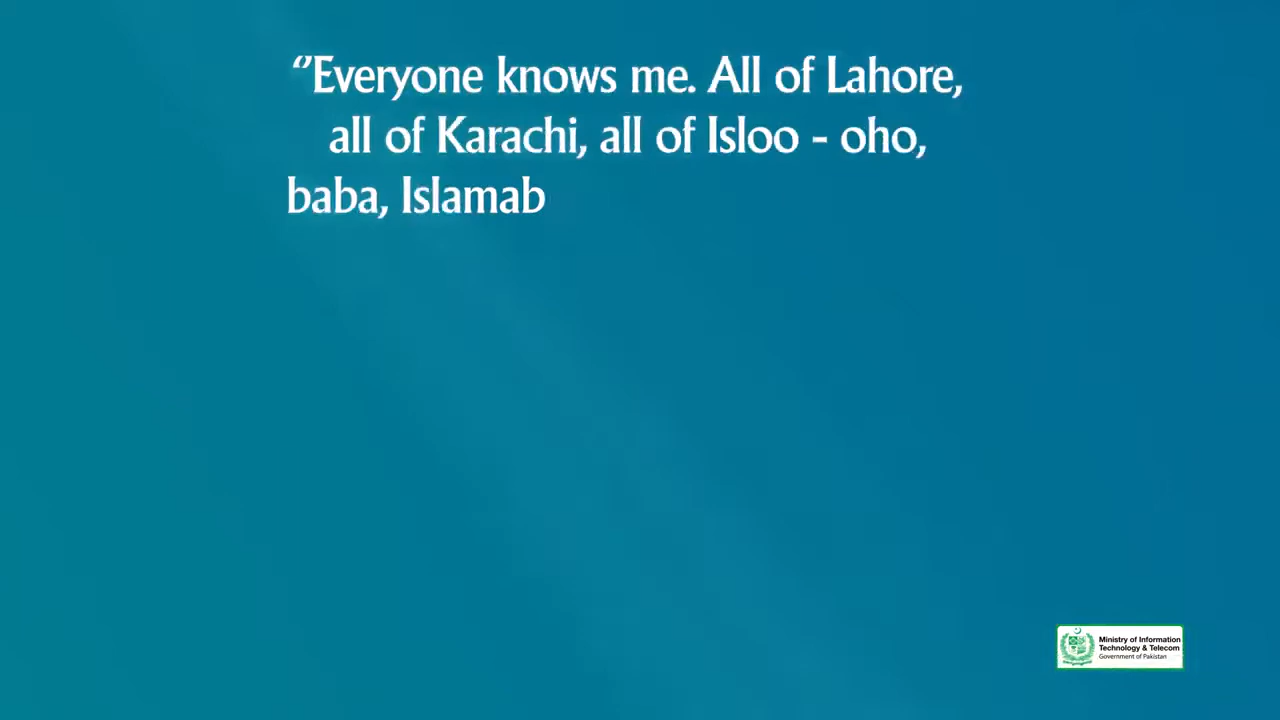 “Everyone knows me. All of Lahore,
all of Karachi, all of Isloo - oho,
baba, Islamab
Ministry of Information
Technology & Telecom
Government of Pakistan